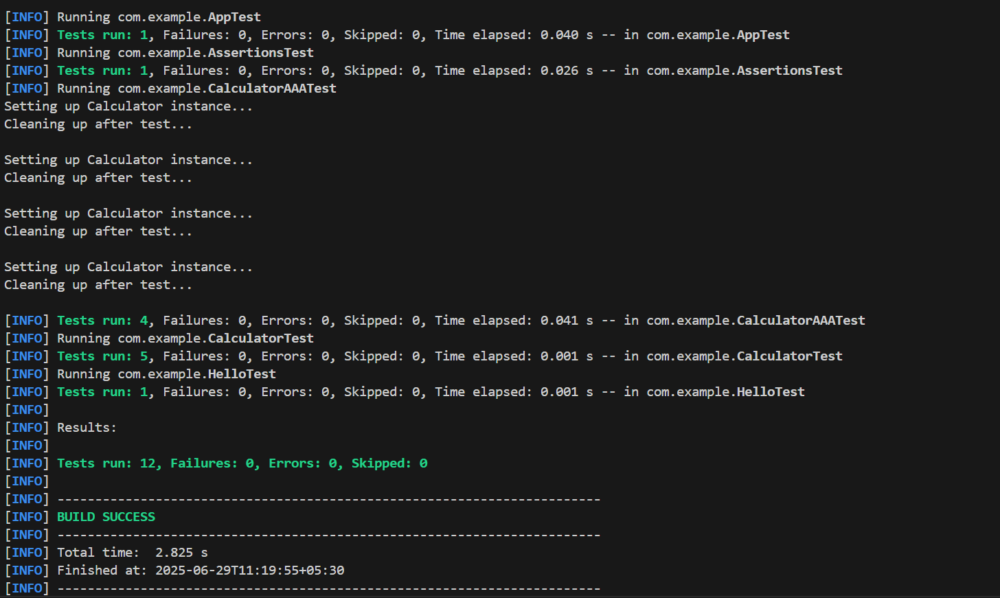 [INFO] Running com.example.AppTest
[INFO] Tests run: 1, Failures: 0, Errors: 0, Skipped: 0, Time elapsed: 0.040 s -- in com.example.AppTest
[INFO] Running com.example.AssertionsTest
[INFO] Tests run: 1, Failures: 0, Errors: 0, Skipped: 0, Time elapsed: 0.026 s -- in com.example.AssertionsTest
[INFO] Running com.example.CalculatorAAATest
Setting up Calculator instance...
Cleaning up after test...
Setting up Calculator instance...
Cleaning up after test...
Setting up Calculator instance...
Cleaning up after test...
Setting up Calculator instance...
Cleaning up after test...
[INFO] Tests run: 4, Failures: 0, Errors: 0, Skipped: 0, Time elapsed: 0.041 s -- in com.example.CalculatorAAATest
[INFO] Running com.example.CalculatorTest
[INFO] Tests run: 5, Failures: 0, Errors: 0, Skipped: 0, Time elapsed: 0.001 s -- in com.example.CalculatorTest
[INFO] Running com.example.HelloTest
[INFO] Tests run: 1, Failures: 0, Errors: 0, Skipped: 0, Time elapsed: 0.001 s -- in com.example.HelloTest
[INFO]
[INFO] Results:
[INFO]
[INFO] Tests run: 12, Failures: 0, Errors: 0, Skipped: 0
[INFO]
[INFO] ------------------------------------------------------------------------
[INFO] BUILD SUCCESS
[INFO] ------------------------------------------------------------------------
[INFO] Total time:  2.825 s
[INFO] Finished at: 2025-06-29T11:19:55+05:30
[INFO] ------------------------------------------------------------------------